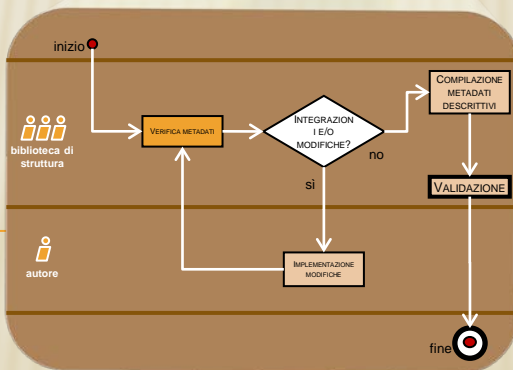 inizio
COMPILAZIONE
METADATI
DESCRITTIVI
INTEGRAZION
I E/O
MODIFICHE?
VERIFICA METADATI
biblioteca di
struttura
no
sì
VALIDAZIONE
IMPLEMENTAZIONE
MODIFICHE
autore
fine